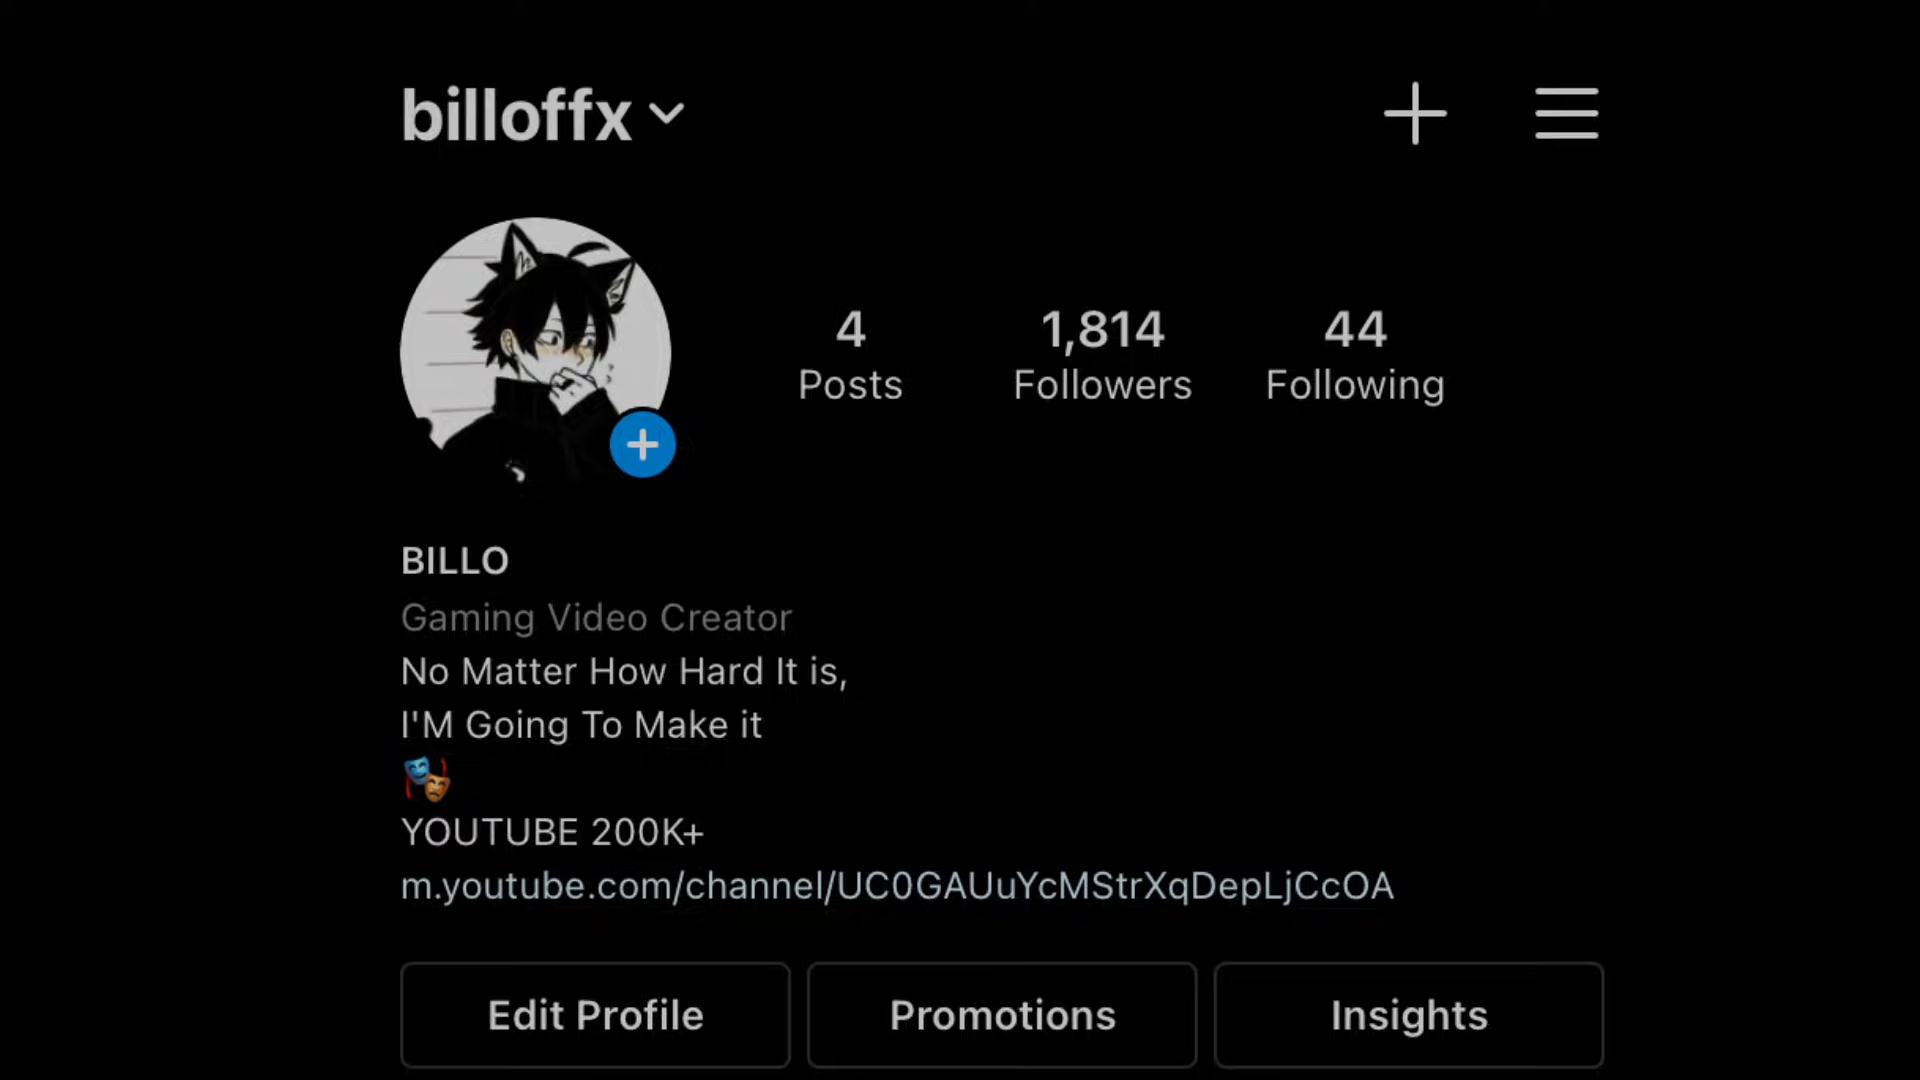 billoffx
4 1,814 44
Posts Followers Following
BILLO
Gaming Video Creator
No Matter How Hard It is,
I'M Going To Make it
🎭
YOUTUBE 200K+
m.youtube.com/channel/UC0GAUuYcMStrXqDepLjCcOA
Edit Profile Promotions Insights